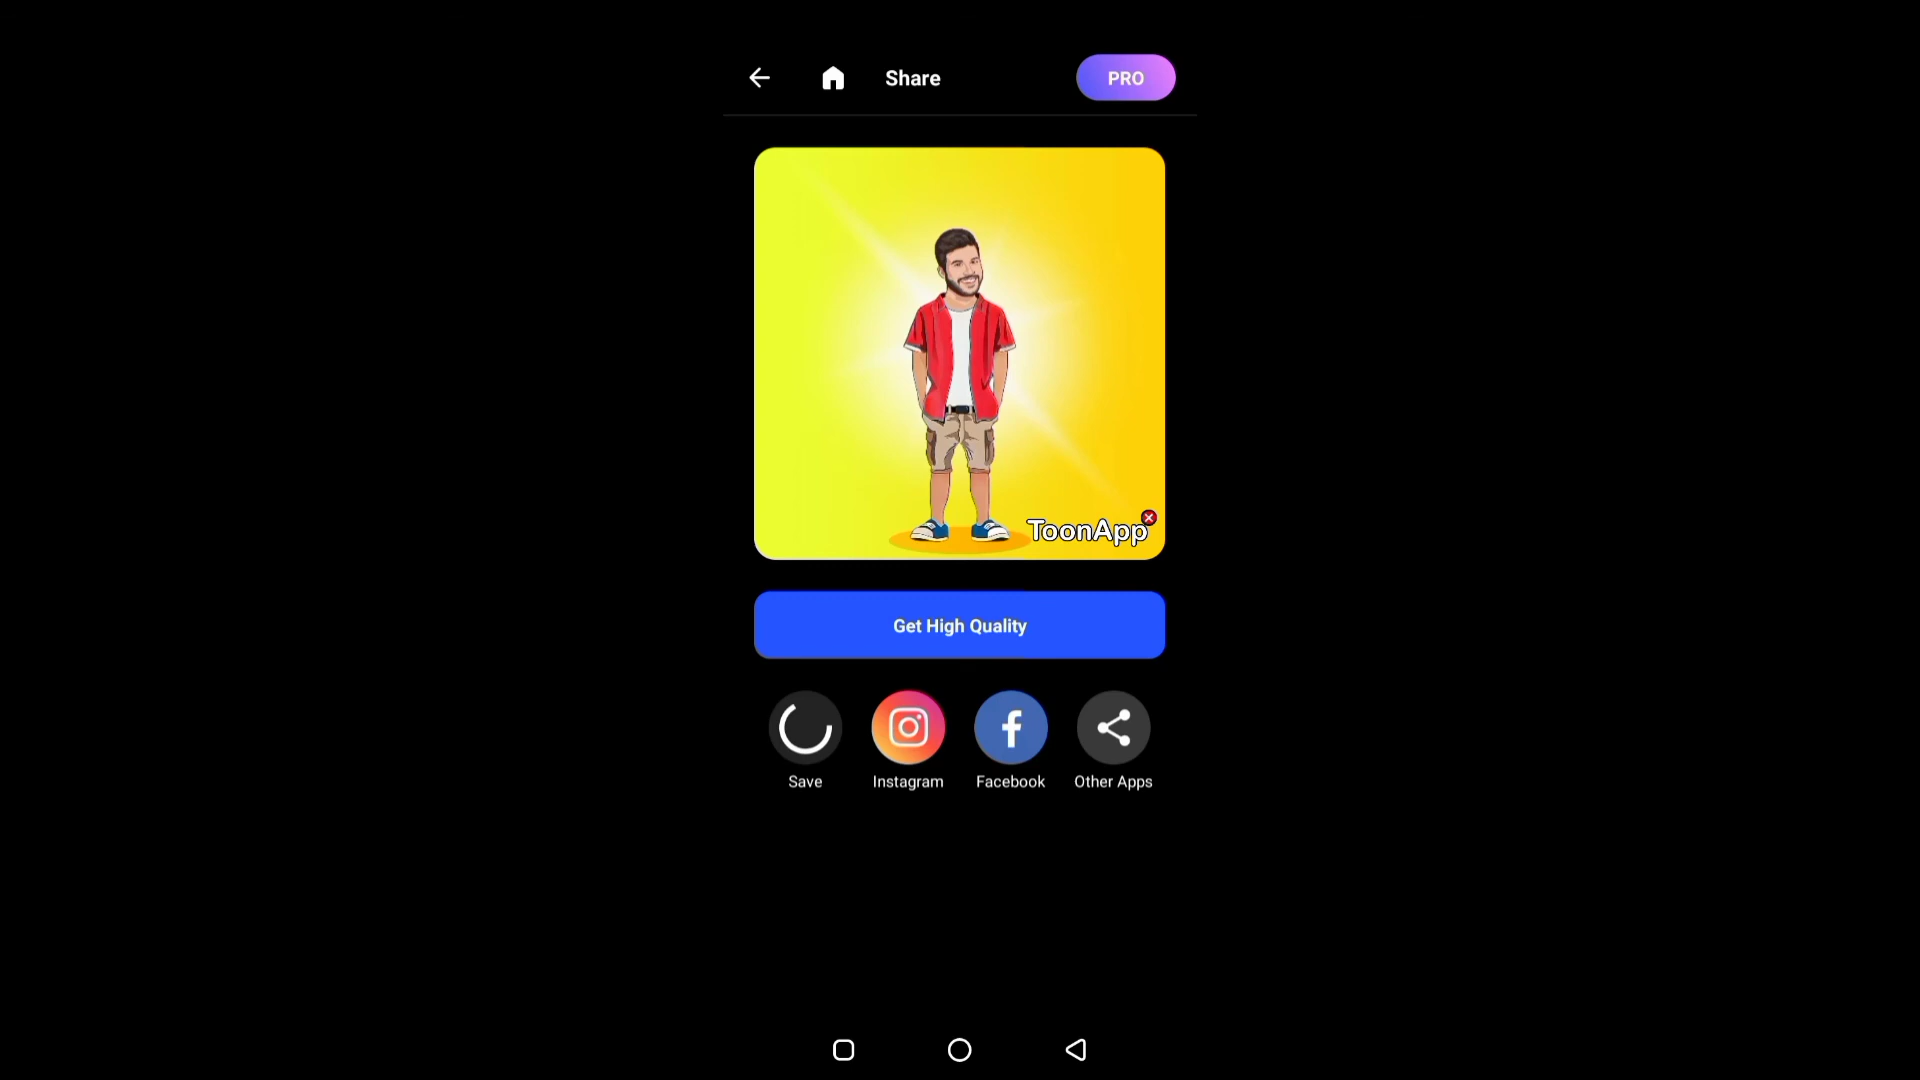 Share
PRO
ToonApp
Get High Quality
Save
Instagram
Facebook
Other Apps